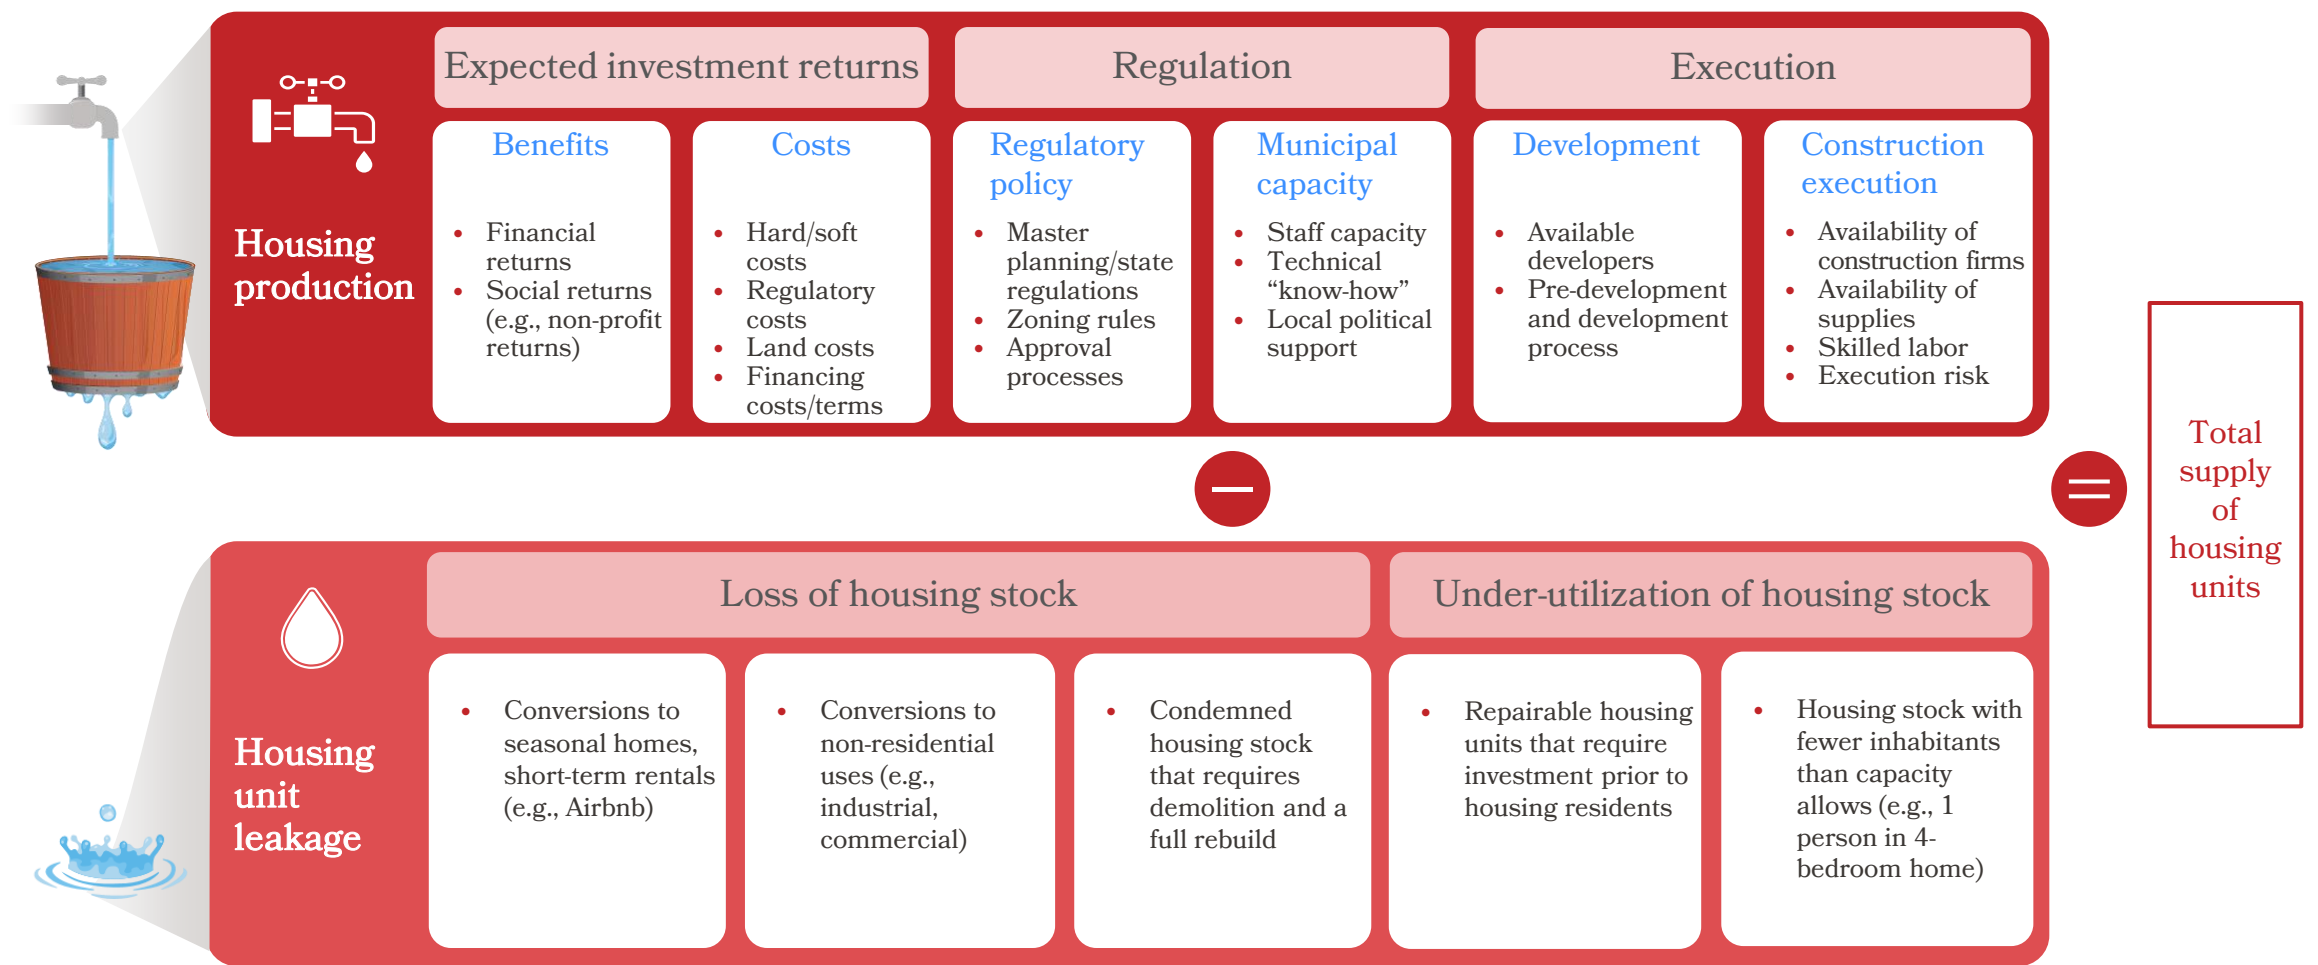 Expected investment returns
Regulation
Execution
Housing
production
Benefits
• Financial
returns
• Social returns
(e.g., non-profit
returns)
Costs
• Hard/soft
costs
• Regulatory
costs
• Land costs
• Financing
costs/terms
Regulatory
policy
• Master
planning/state
regulations
• Zoning rules
• Approval
processes
Municipal
capacity
• Staff capacity
• Technical
“know-how”
• Local political
support
Development
• Available
developers
• Pre-development
and development
process
Construction
execution
• Availability of
construction firms
• Availability of
supplies
• Skilled labor
• Execution risk
–
=
Total
supply
of
housing
units
Loss of housing stock
Under-utilization of housing stock
Housing
unit
leakage
• Conversions to
seasonal homes,
short-term rentals
(e.g., Airbnb)
• Conversions to
non-residential
uses (e.g.,
industrial,
commercial)
• Condemned
housing stock
that requires
demolition and a
full rebuild
• Repairable housing
units that require
investment prior to
housing residents
• Housing stock with
fewer inhabitants
than capacity
allows (e.g., 1
person in 4-
bedroom home)